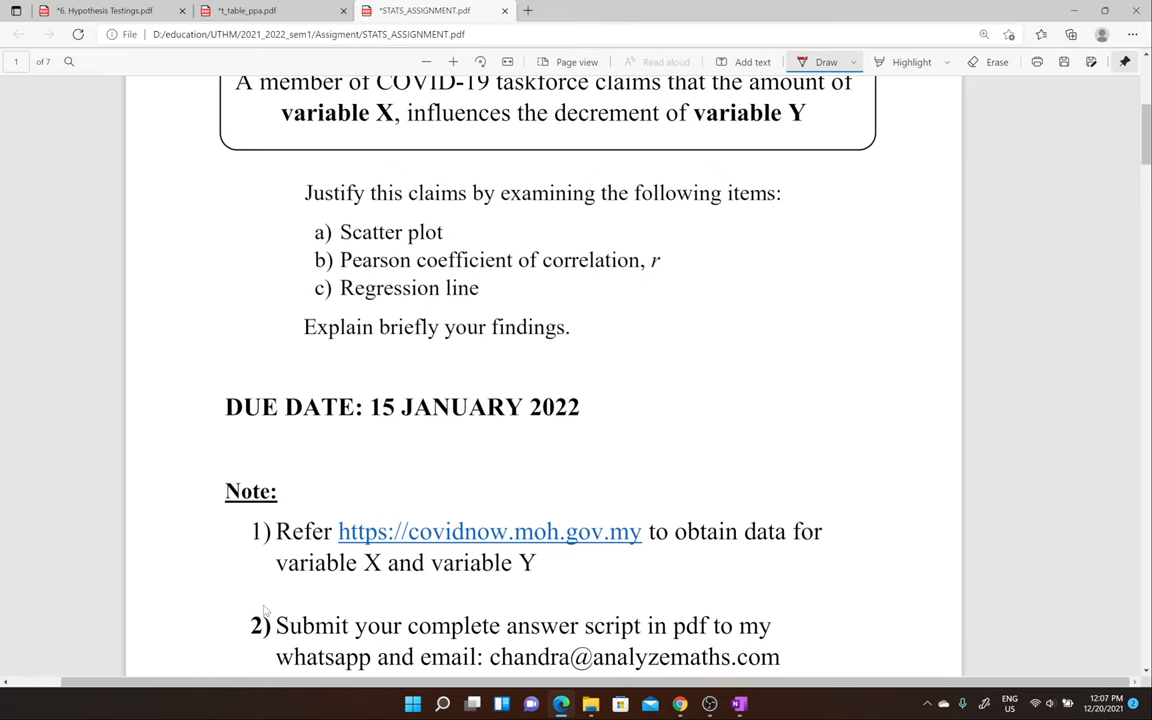 *6. Hypothesis Testings.pdf
*t_table_ppa.pdf
*STATS_ASSIGNMENT.pdf
File D:/education/UTHM/2021_2022_sem1/Assigment/STATS_ASSIGNMENT.pdf
1 of 7 Page view Read aloud Add text Draw Highlight Erase
A member of COVID-19 taskforce claims that the amount of
variable X, influences the decrement of variable Y
Justify this claims by examining the following items:
a) Scatter plot
b) Pearson coefficient of correlation, r
c) Regression line
Explain briefly your findings.
DUE DATE: 15 JANUARY 2022
Note:
1) Refer https://covidnow.moh.gov.my to obtain data for
variable X and variable Y
2) Submit your complete answer script in pdf to my
whatsapp and email: chandra@analyzemaths.com
ENG
US
12:07 PM
12/20/2021
2